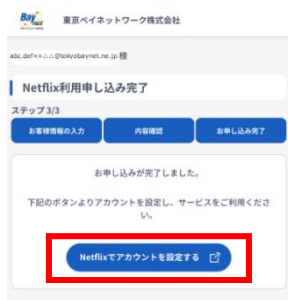 Bay net 東京ベイネットワーク株式会社
abc.def××△△@tokyobaynet.ne.jp 様
Netflix利用申し込み完了
ステップ 3/3
お客様情報の入力 内容確認 お申し込み完了
お申し込みが完了しました。
下記のボタンよりアカウントを設定し、サービスをご利用くださ
い。
Netflixでアカウントを設定する